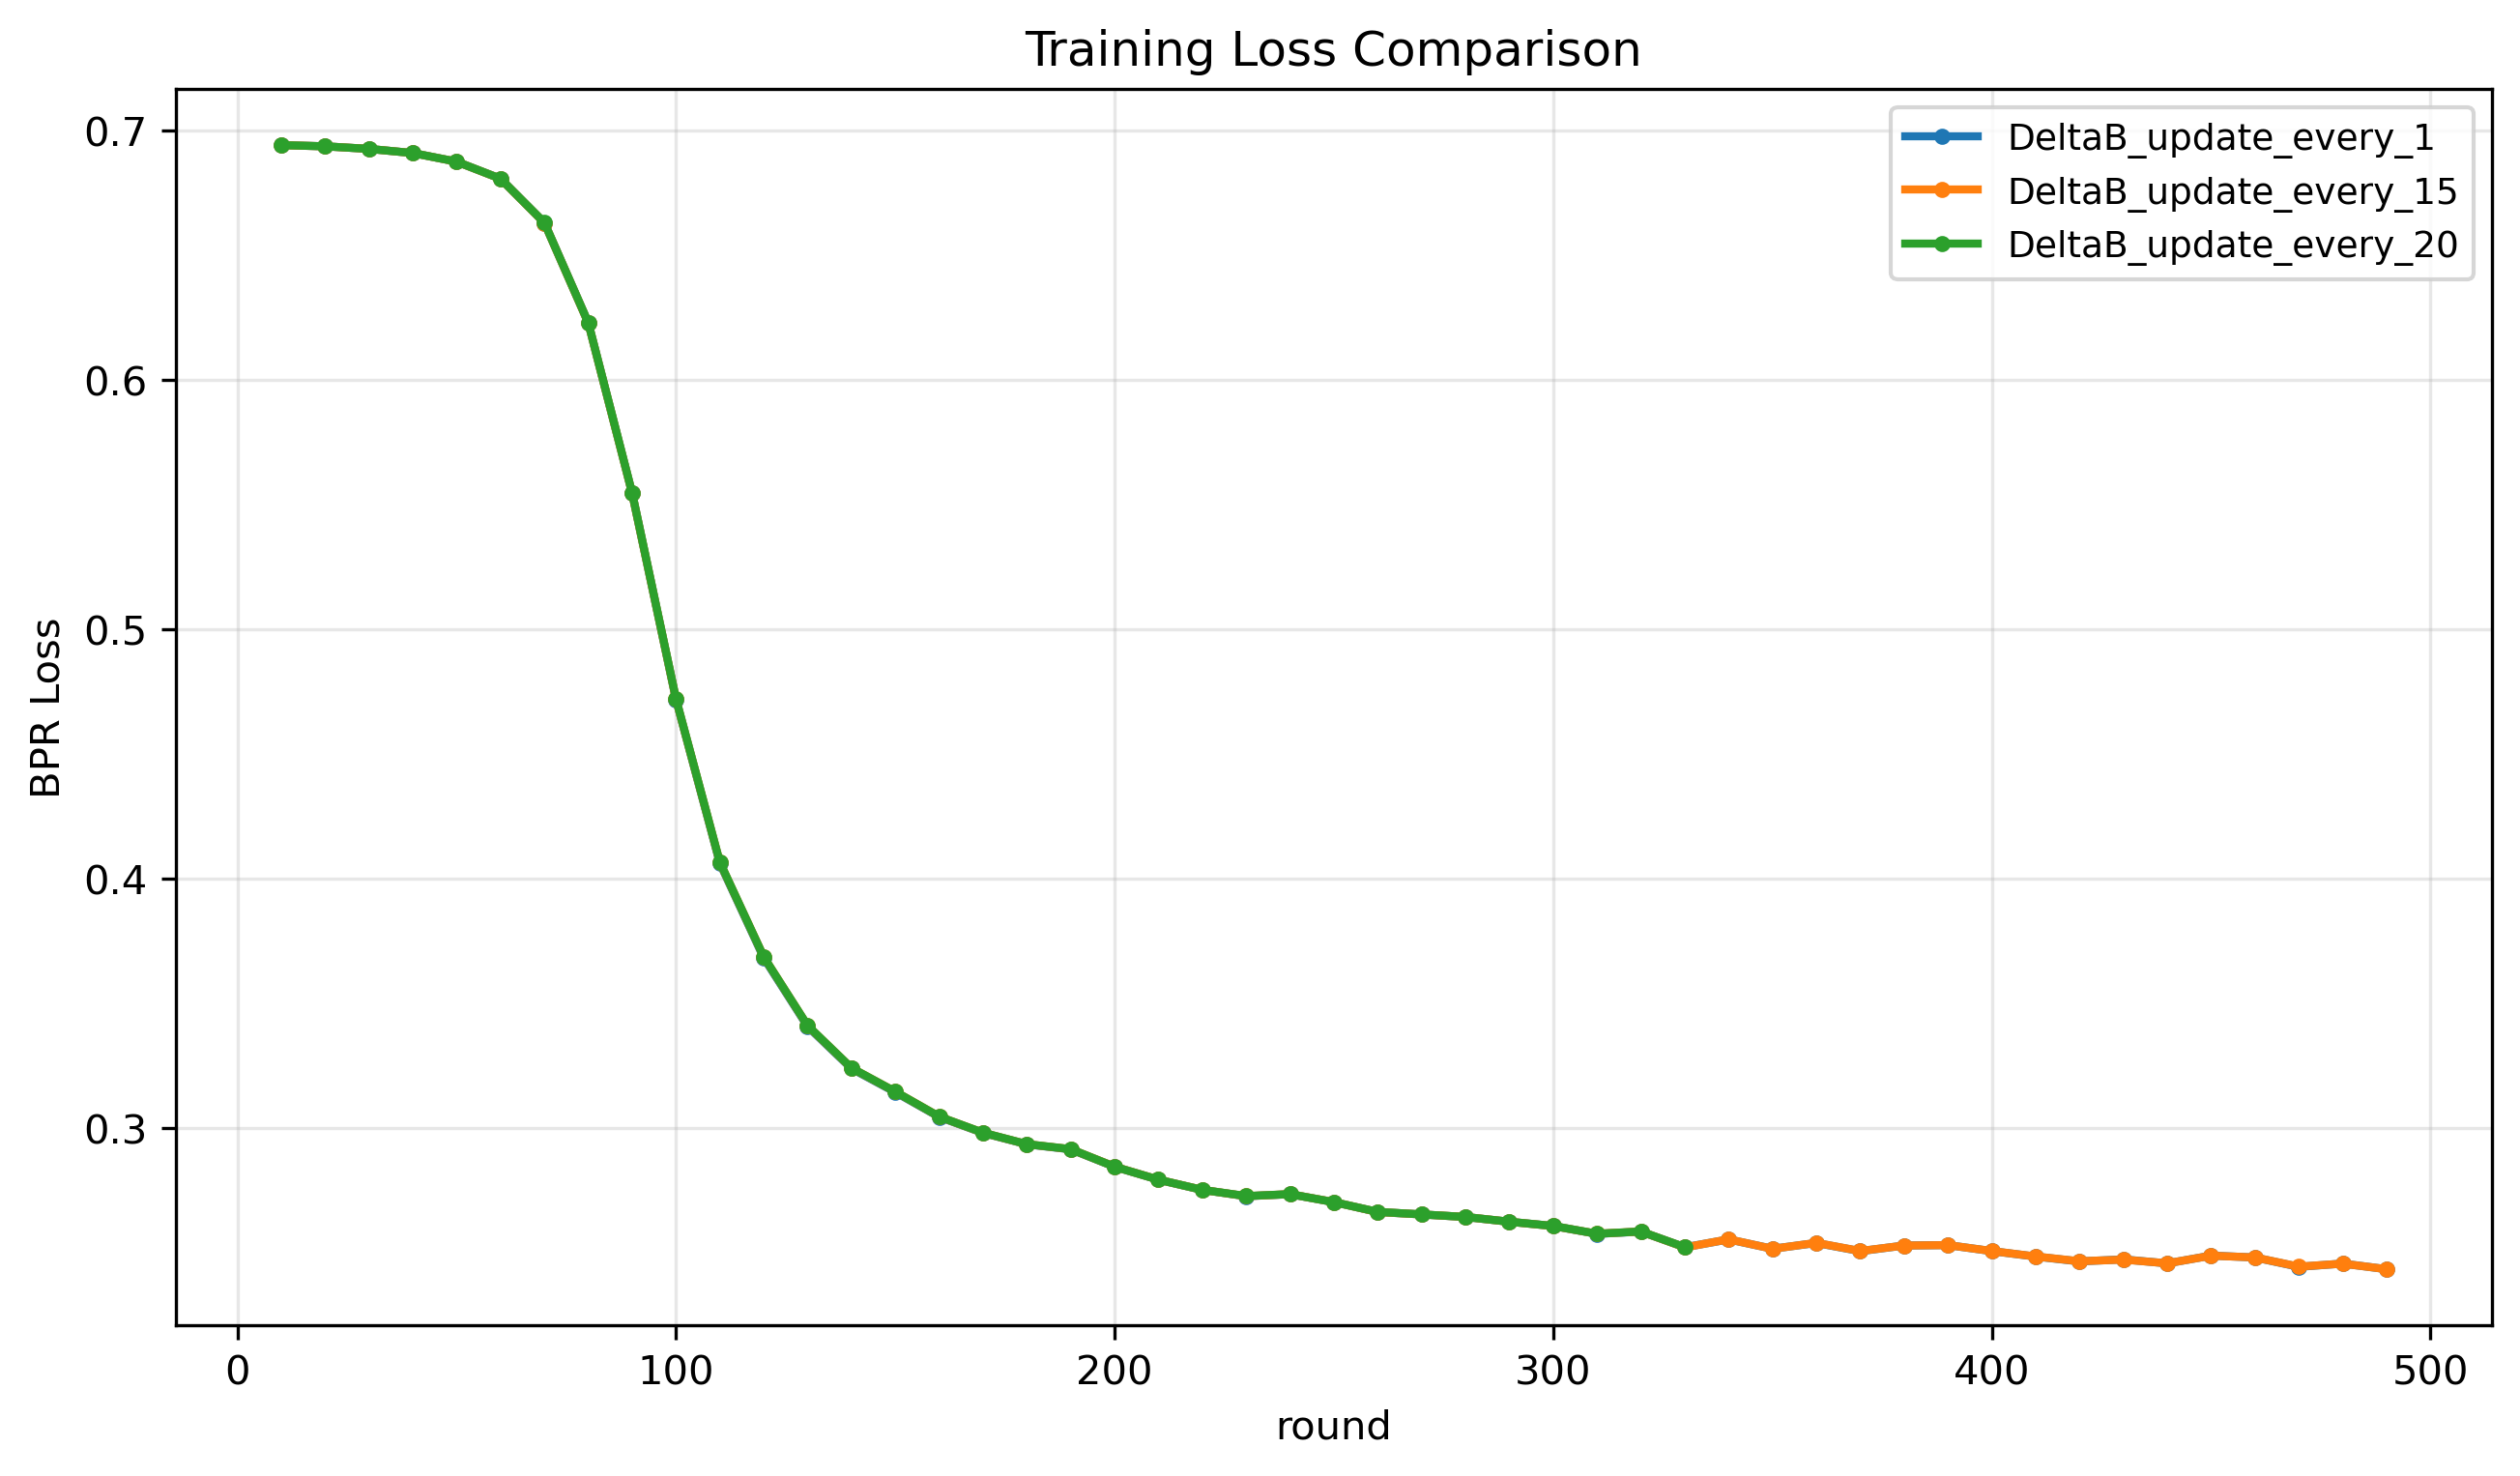 Training Loss Comparison
DeltaB_update_every_1
DeltaB_update_every_15
DeltaB_update_every_20
BPR Loss
0.7
0.6
0.5
0.4
0.3
0 100 200 300 400 500
round